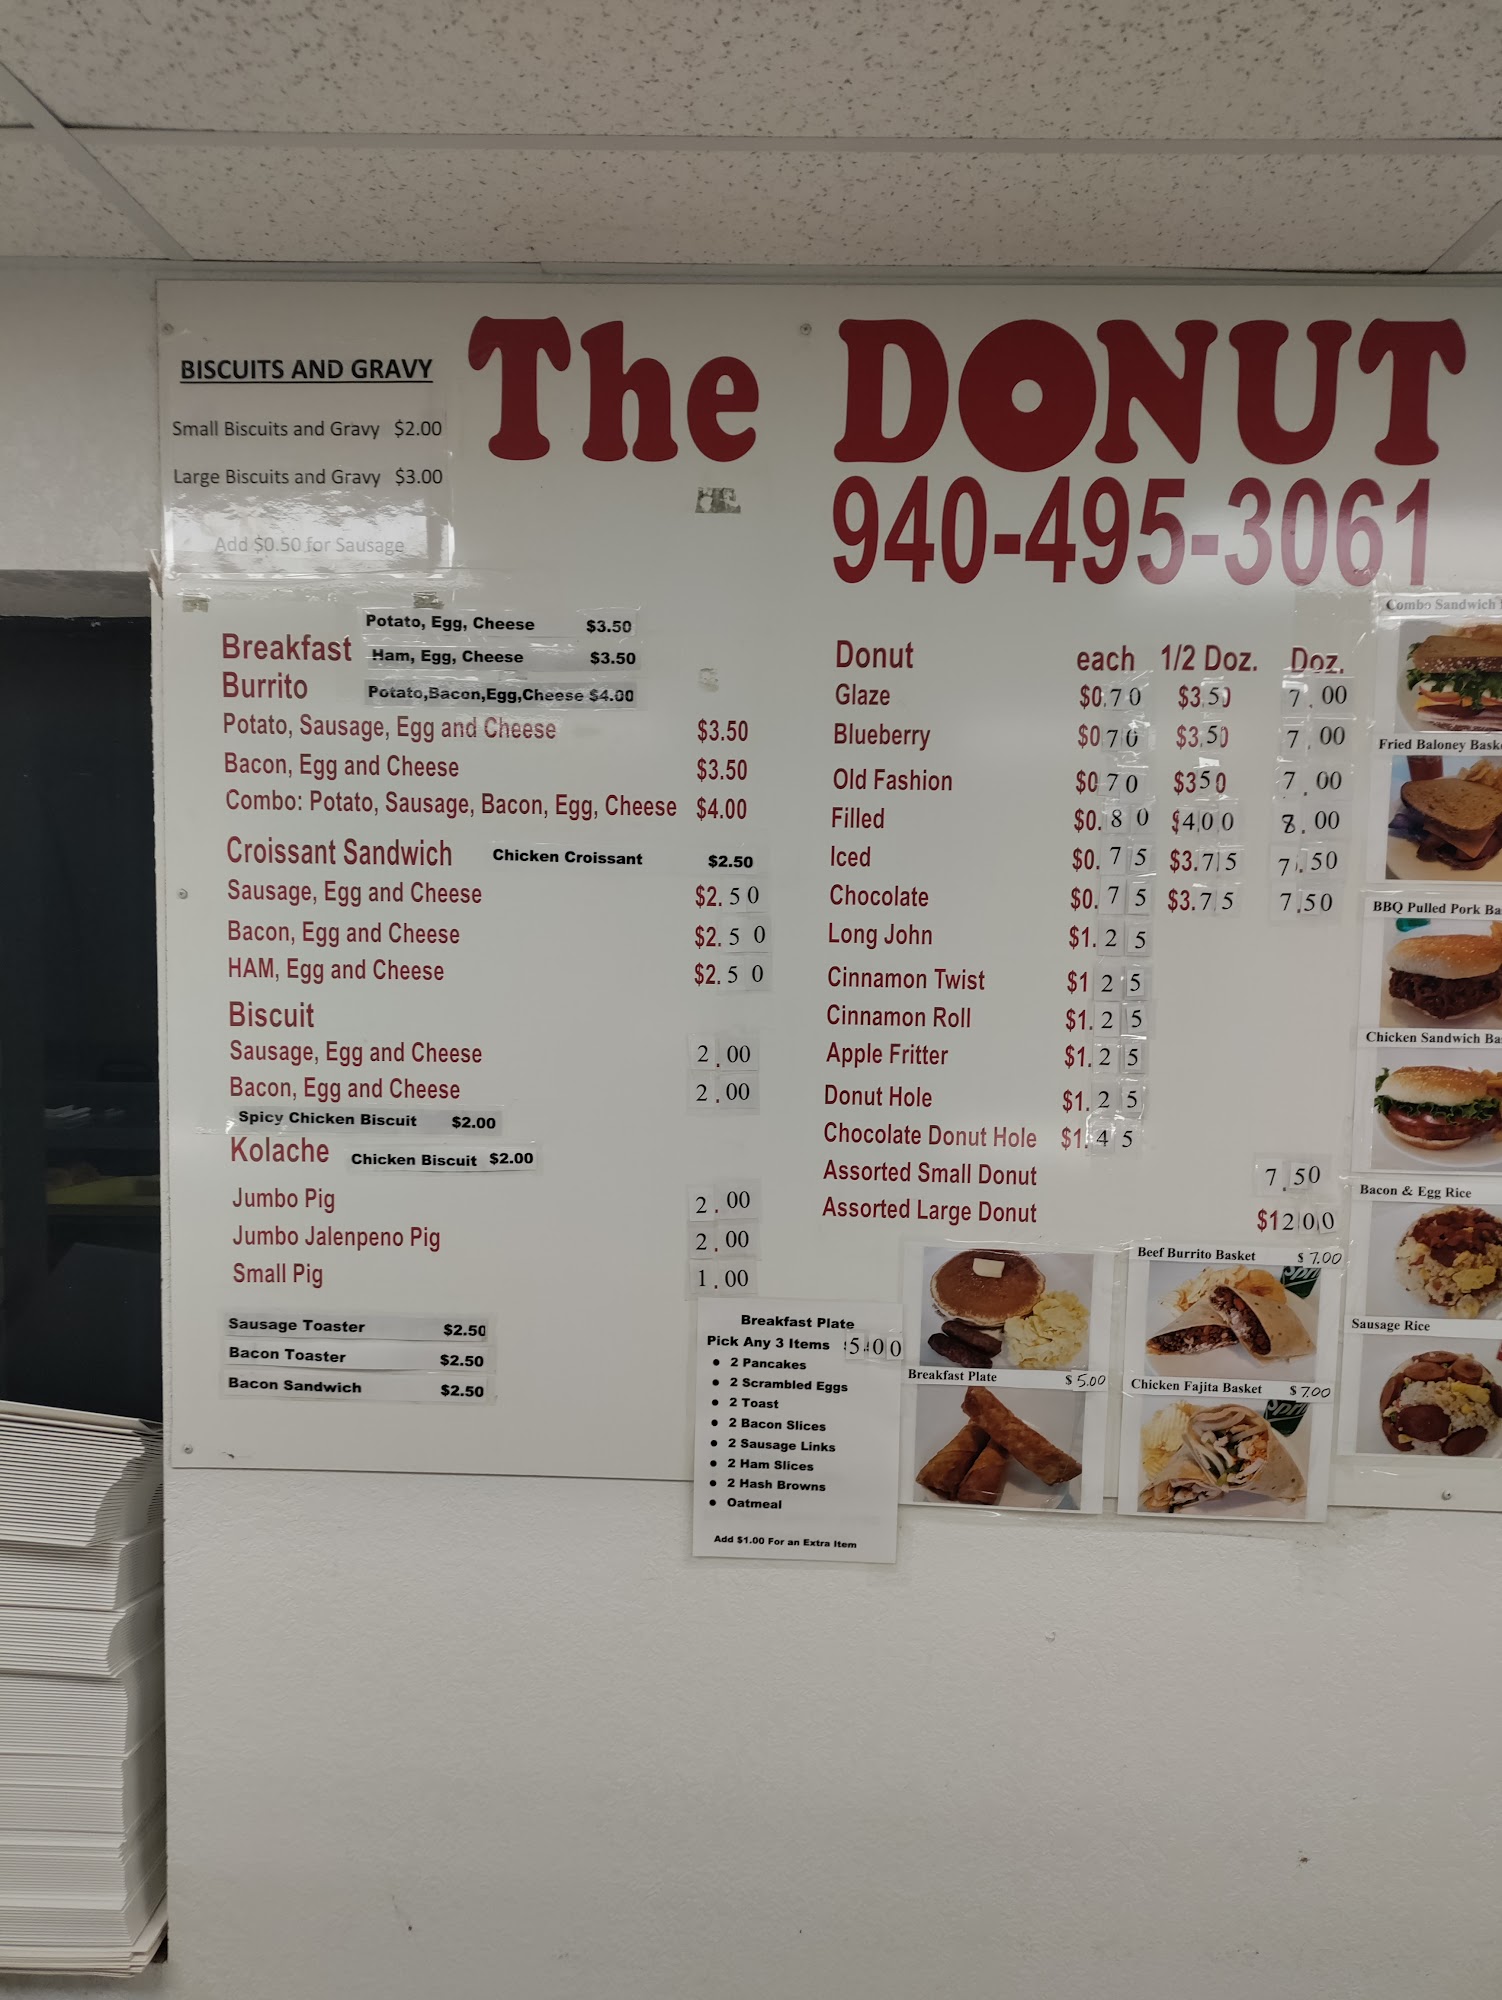 The DONUT
940-495-3061
BISCUITS AND GRAVY
Small Biscuits and Gravy $2.00
Large Biscuits and Gravy $3.00
Add $0.50 for Sausage
Breakfast Burrito
Potato, Egg, Cheese $3.50
Ham, Egg, Cheese $3.50
Potato,Bacon,Egg,Cheese $4.00
Potato, Sausage, Egg and Cheese $3.50
Bacon, Egg and Cheese $3.50
Combo: Potato, Sausage, Bacon, Egg, Cheese $4.00
Croissant Sandwich Chicken Croissant $2.50
Sausage, Egg and Cheese $2.50
Bacon, Egg and Cheese $2.50
HAM, Egg and Cheese $2.50
Biscuit
Sausage, Egg and Cheese 2.00
Bacon, Egg and Cheese 2.00
Spicy Chicken Biscuit $2.00
Kolache Chicken Biscuit $2.00
Jumbo Pig 2.00
Jumbo Jalenpeno Pig 2.00
Small Pig 1.00
Sausage Toaster $2.50
Bacon Toaster $2.50
Bacon Sandwich $2.50
Donut each 1/2 Doz. Doz.
Glaze $0.70 $3.50 7.00
Blueberry $0 70 $3.50 7.00
Old Fashion $0 70 $350 7.00
Filled $0.80 $400 8.00
Iced $0.75 $3.75 7.50
Chocolate $0.75 $3.75 7.50
Long John $1.25
Cinnamon Twist $1 25
Cinnamon Roll $1.25
Apple Fritter $1.25
Donut Hole $1.25
Chocolate Donut Hole $1.45
Assorted Small Donut 7.50
Assorted Large Donut $1200
Breakfast Plate
Pick Any 3 Items 5.00
• 2 Pancakes
• 2 Scrambled Eggs
• 2 Toast
• 2 Bacon Slices
• 2 Sausage Links
• 2 Ham Slices
• 2 Hash Browns
• Oatmeal
Add $1.00 For an Extra Item
Breakfast Plate $5.00
Beef Burrito Basket $7.00
Chicken Fajita Basket $7.00
Combo Sandwich
Fried Baloney
BBQ Pulled Pork
Chicken Sandwich
Bacon & Egg Rice
Sausage Rice